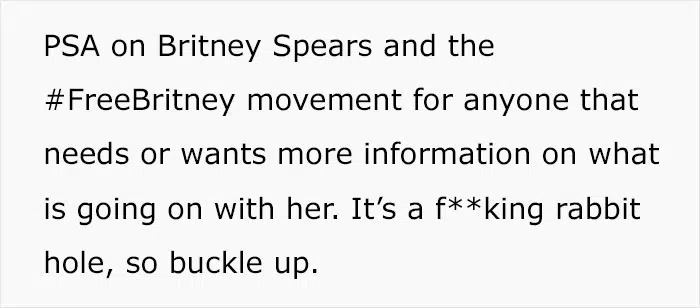 PSA on Britney Spears and the
#FreeBritney movement for anyone that
needs or wants more information on what
is going on with her. It’s a f**king rabbit
hole, so buckle up.